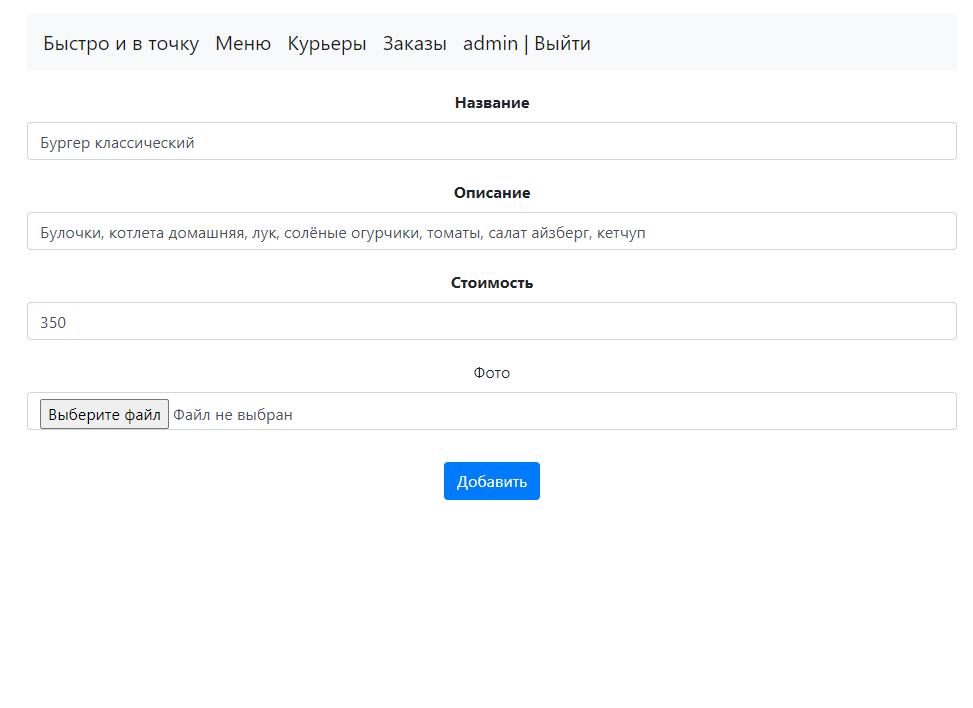 Быстро и в точку Меню Курьеры Заказы admin | Выйти
Название
Бургер классический
Описание
Булочки, котлета домашняя, лук, солёные огурчики, томаты, салат айзберг, кетчуп
Стоимость
350
Фото
Выберите файл Файл не выбран
Добавить